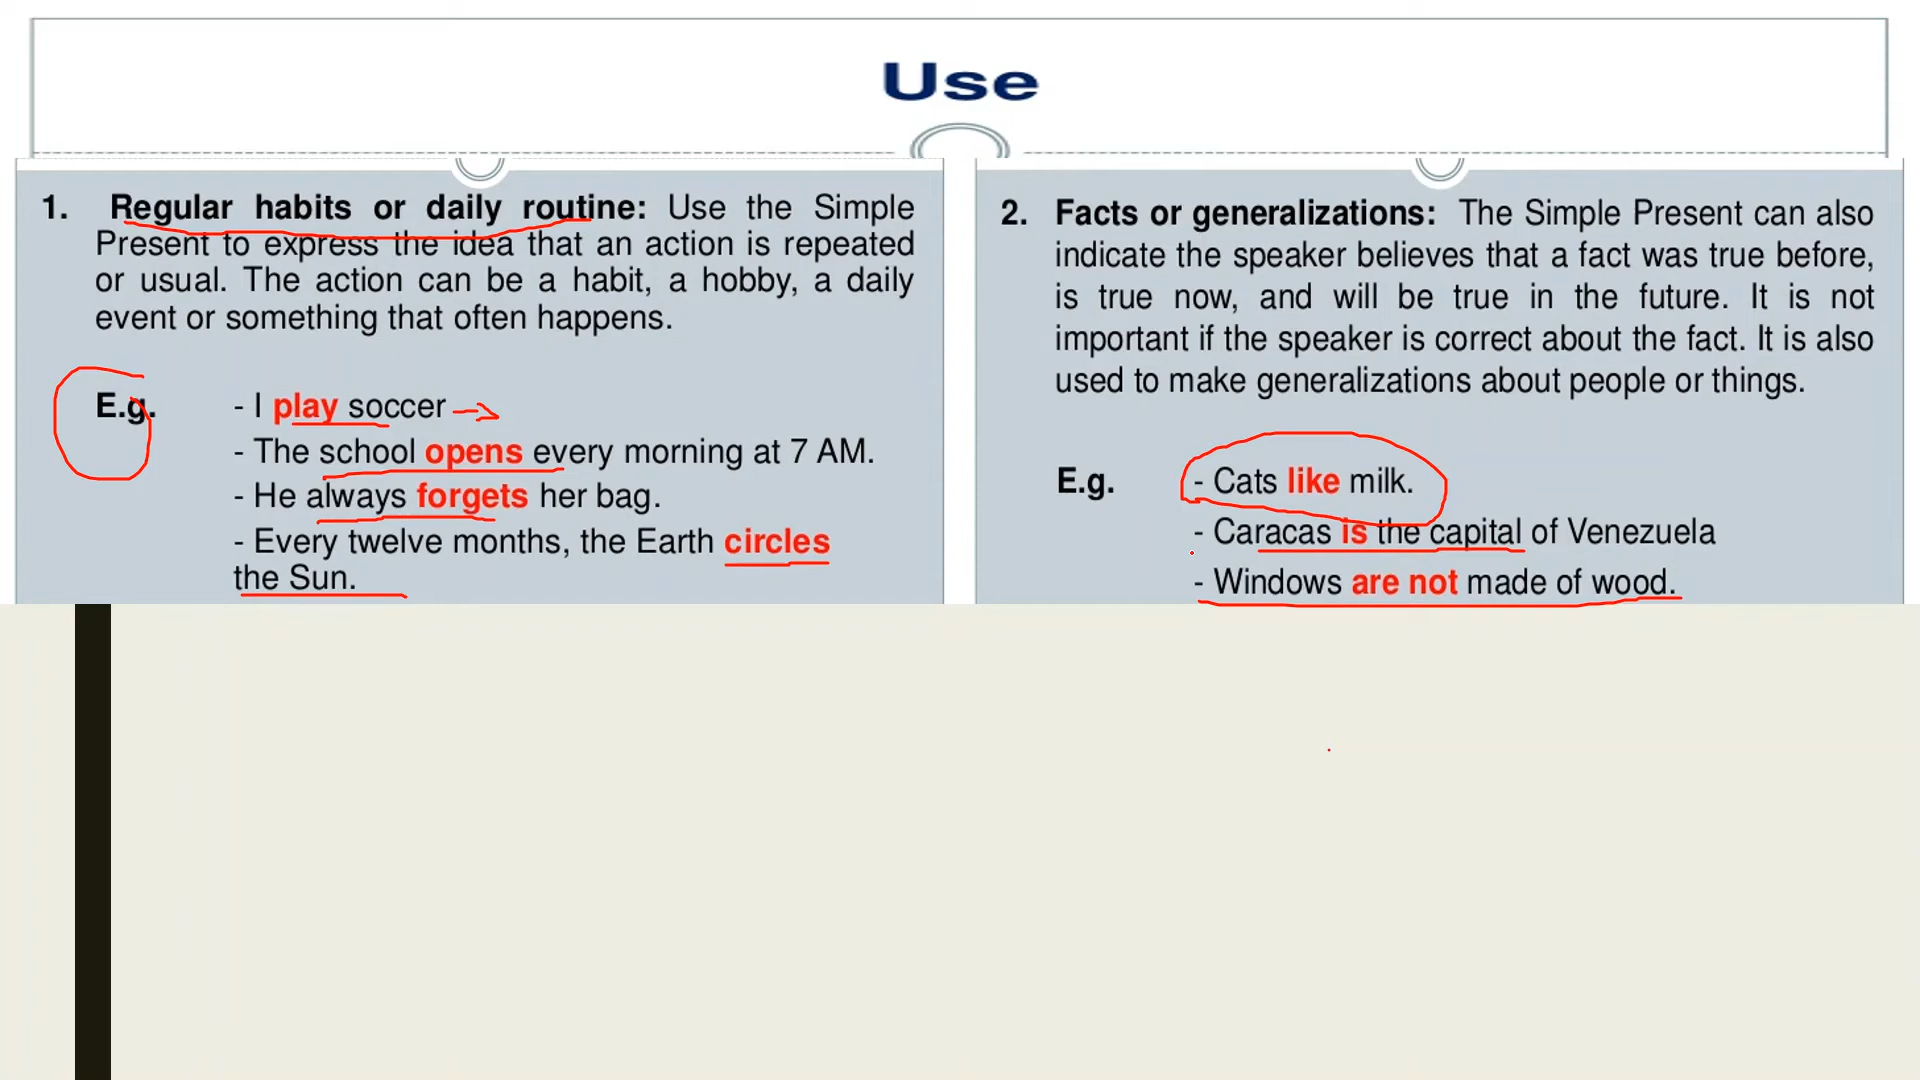 Use
1. Regular habits or daily routine: Use the Simple
Present to express the idea that an action is repeated
or usual. The action can be a habit, a hobby, a daily
event or something that often happens.
E.g. - I play soccer
- The school opens every morning at 7 AM.
- He always forgets her bag.
- Every twelve months, the Earth circles
the Sun.
2. Facts or generalizations: The Simple Present can also
indicate the speaker believes that a fact was true before,
is true now, and will be true in the future. It is not
important if the speaker is correct about the fact. It is also
used to make generalizations about people or things.
E.g. - Cats like milk.
- Caracas is the capital of Venezuela
- Windows are not made of wood.